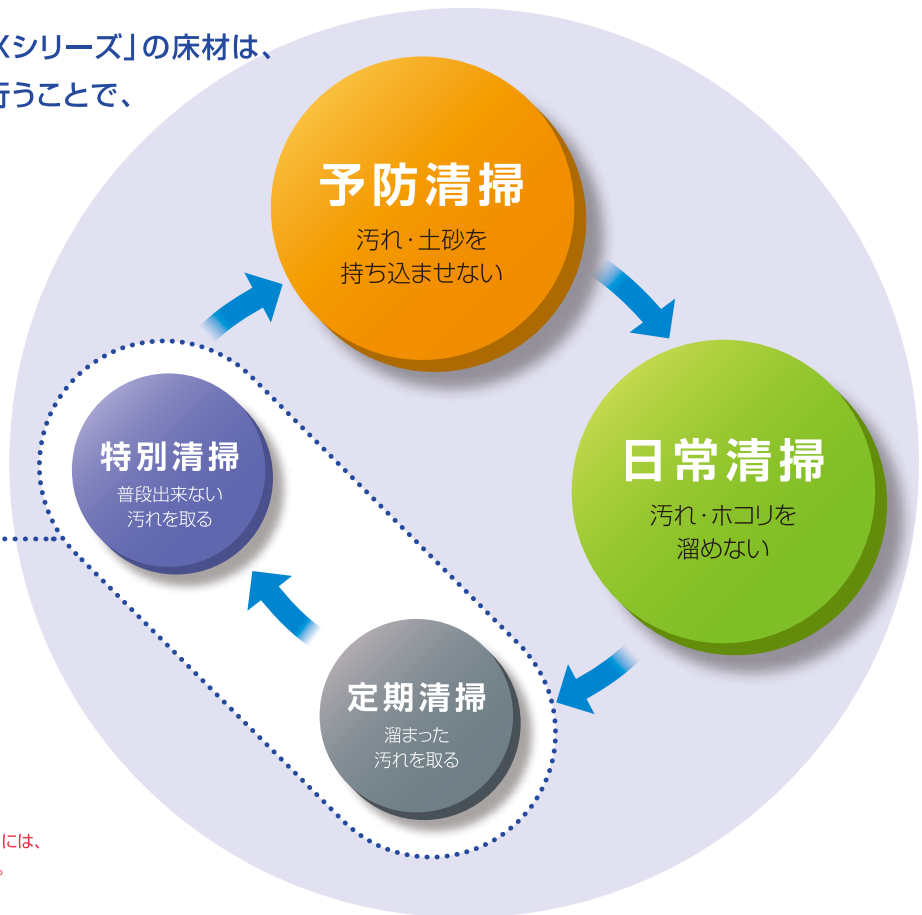 Xシリーズ」の床材は、
行うことで、
予防清掃
汚れ・土砂を
持ち込ませない
日常清掃
汚れ・ホコリを
溜めない
特別清掃
普段出来ない
汚れを取る
定期清掃
溜まった
汚れを取る
には、
。